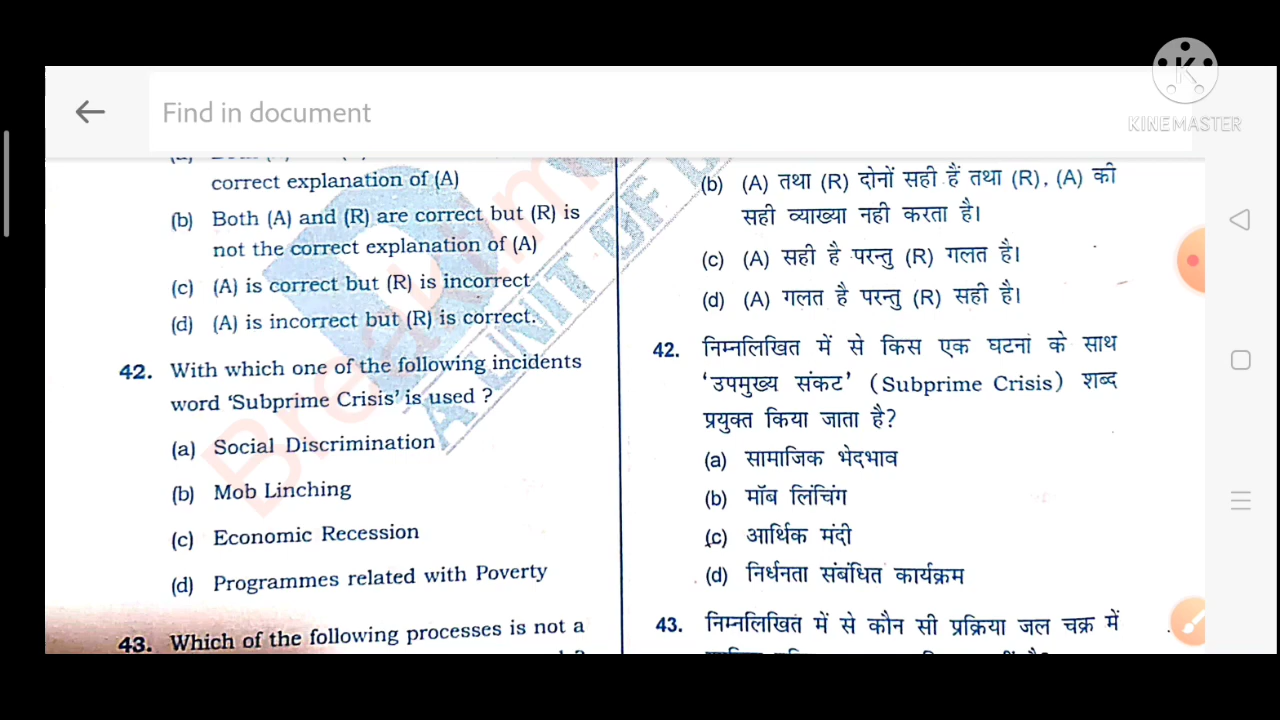 Find in document
KINEMASTER
correct explanation of (A)
(b) Both (A) and (R) are correct but (R) is
not the correct explanation of (A)
(c) (A) is correct but (R) is incorrect
(d) (A) is incorrect but (R) is correct.
42. With which one of the following incidents
word 'Subprime Crisis' is used ?
(a) Social Discrimination
(b) Mob Linching
(c) Economic Recession
(d) Programmes related with Poverty
43. Which of the following processes is not a
(b) (A) तथा (R) दोनों सही हैं तथा (R), (A) की
सही व्याख्या नही करता है।
(c) (A) सही है परन्तु (R) गलत है।
(d) (A) गलत है परन्तु (R) सही है।
42. निम्नलिखित में से किस एक घटनां के साथ
'उपमुख्य संकट' (Subprime Crisis) शब्द
प्रयुक्त किया जाता है?
(a) सामाजिक भेदभाव
(b) मॉब लिंचिंग
(c) आर्थिक मंदी
(d) निर्धनता संबंधित कार्यक्रम
43. निम्नलिखित में से कौन सी प्रक्रिया जल चक्र में
A UNIT OF